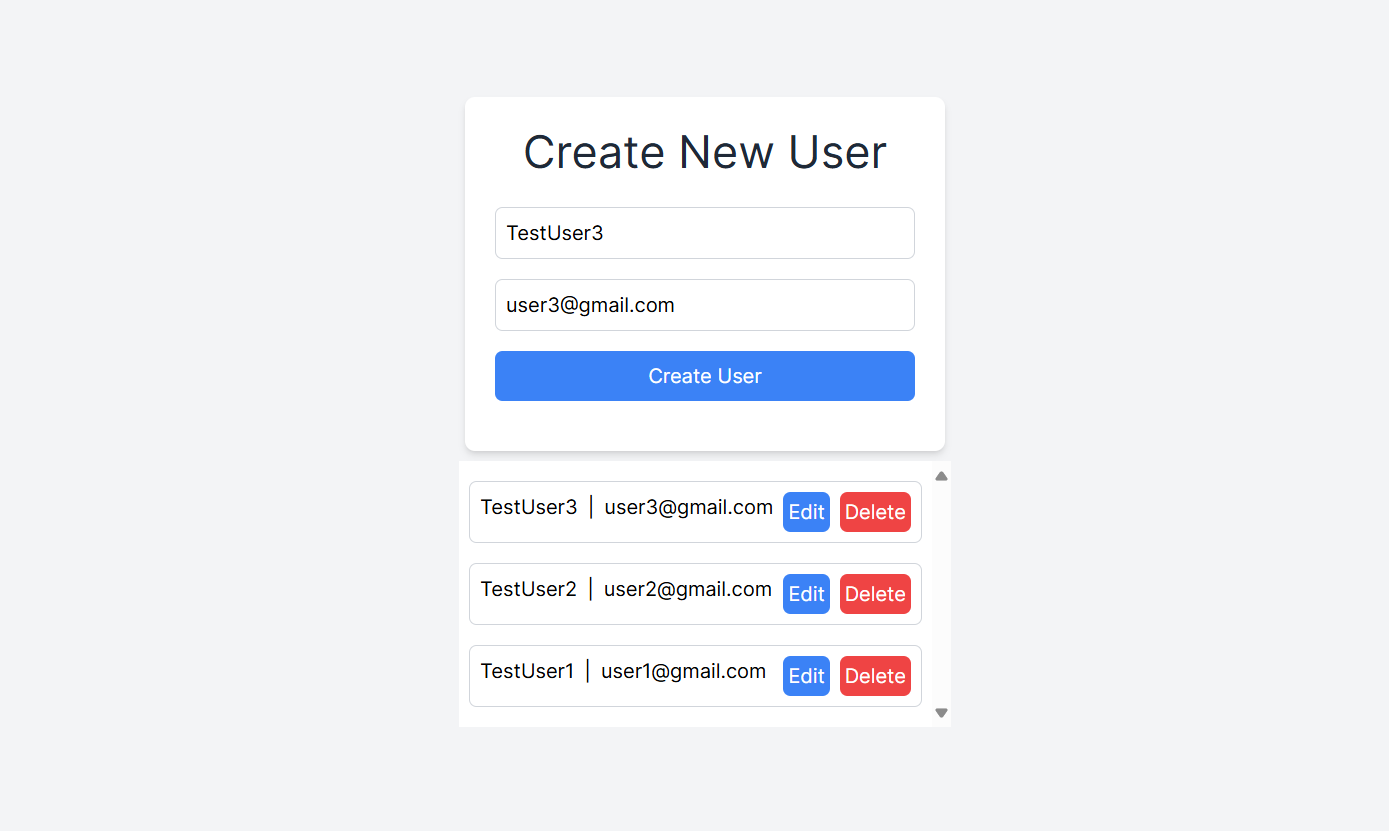 Create New User
TestUser3
user3@gmail.com
Create User
TestUser3 | user3@gmail.com Edit Delete
TestUser2 | user2@gmail.com Edit Delete
TestUser1 | user1@gmail.com Edit Delete